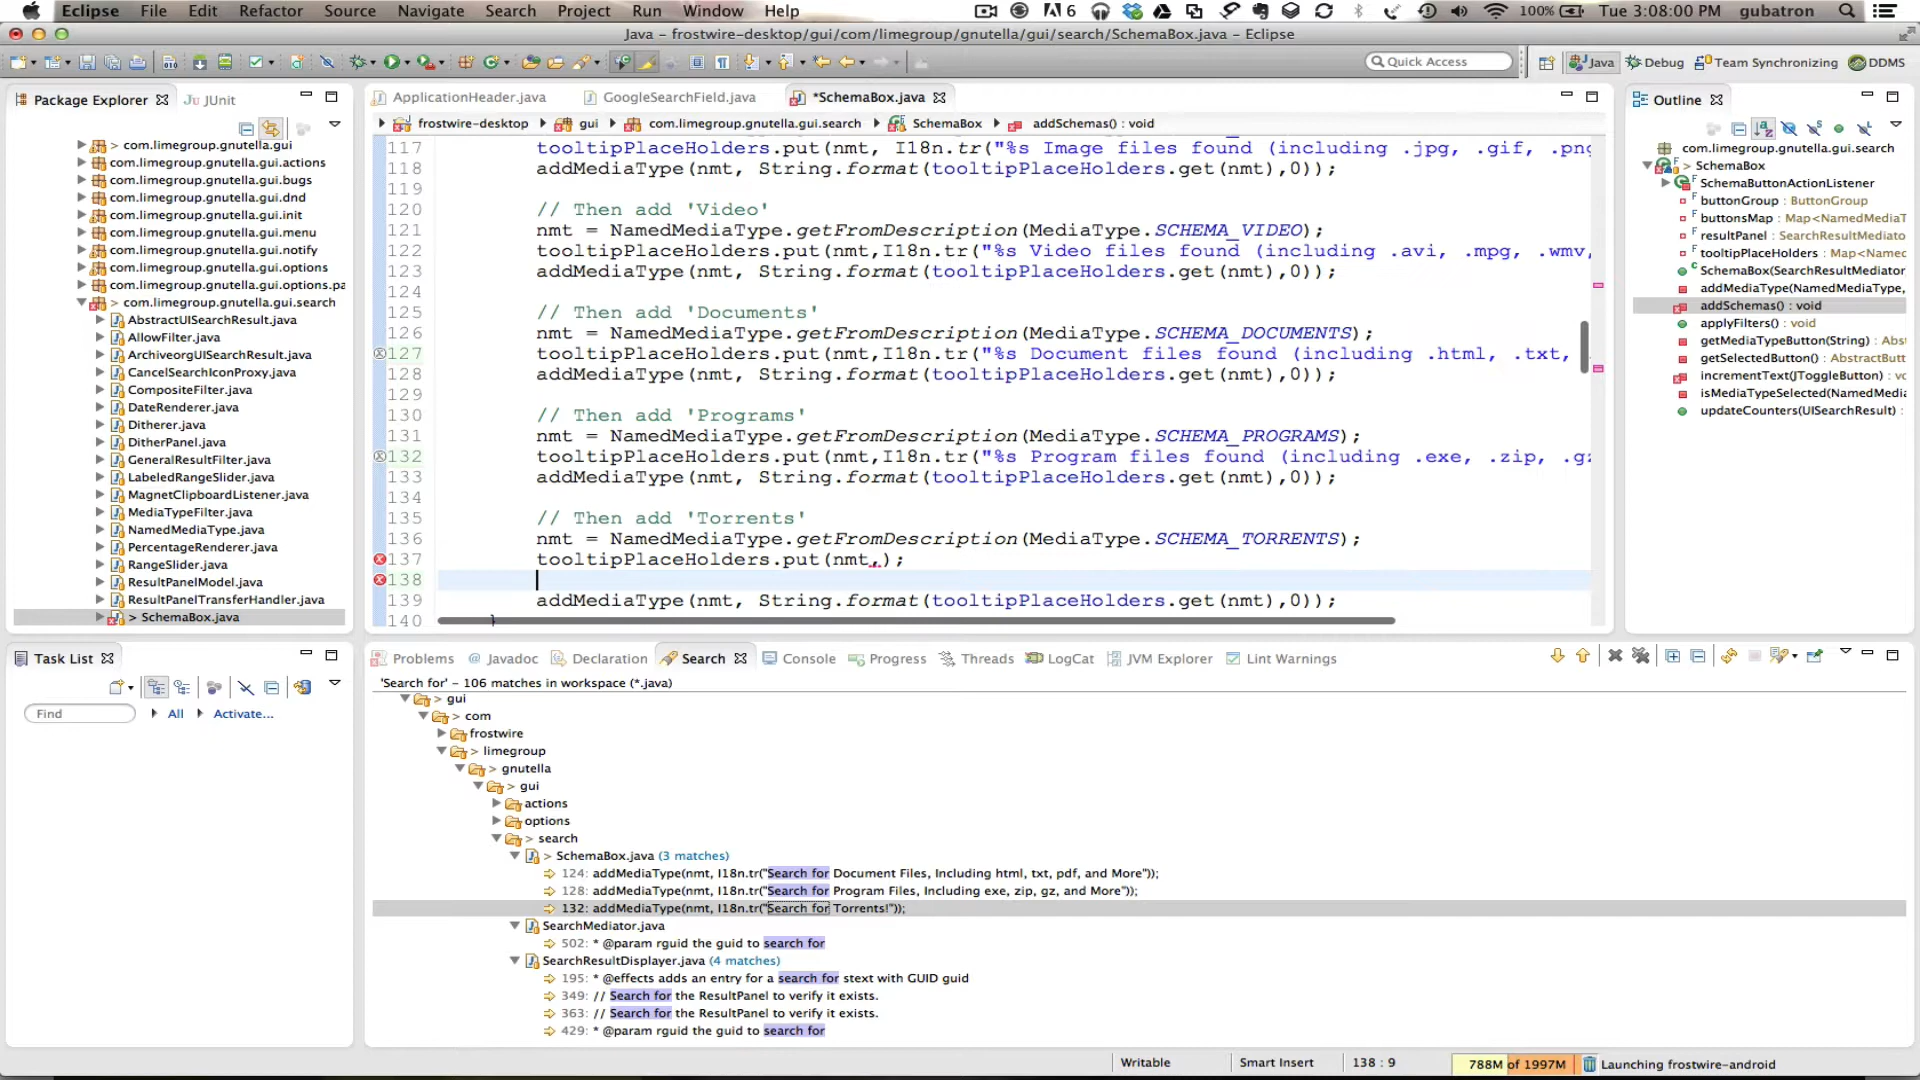 Eclipse File Edit Refactor Source Navigate Search Project Run Window Help 6 100% Tue 3:08:00 PM gubatron
Java – frostwire-desktop/gui/com/limegroup/gnutella/gui/search/SchemaBox.java – Eclipse
Quick Access Java Debug Team Synchronizing DDMS
Package Explorer JUnit
com.limegroup.gnutella.gui
com.limegroup.gnutella.gui.actions
com.limegroup.gnutella.gui.bugs
com.limegroup.gnutella.gui.dnd
com.limegroup.gnutella.gui.init
com.limegroup.gnutella.gui.menu
com.limegroup.gnutella.gui.notify
com.limegroup.gnutella.gui.options
com.limegroup.gnutella.gui.options.pa
> com.limegroup.gnutella.gui.search
AbstractUISearchResult.java
AllowFilter.java
ArchiveorgUISearchResult.java
CancelSearchIconProxy.java
CompositeFilter.java
DateRenderer.java
Ditherer.java
DitherPanel.java
GeneralResultFilter.java
LabeledRangeSlider.java
MagnetClipboardListener.java
MediaTypeFilter.java
NamedMediaType.java
PercentageRenderer.java
RangeSlider.java
ResultPanelModel.java
ResultPanelTransferHandler.java
> SchemaBox.java
ApplicationHeader.java GoogleSearchField.java *SchemaBox.java
frostwire-desktop gui com.limegroup.gnutella.gui.search SchemaBox addSchemas() : void
117 tooltipPlaceHolders.put(nmt, I18n.tr("%s Image files found (including .jpg, .gif, .png
118 addMediaType(nmt, String.format(tooltipPlaceHolders.get(nmt),0));
119
120 // Then add 'Video'
121 nmt = NamedMediaType.getFromDescription(MediaType.SCHEMA_VIDEO);
122 tooltipPlaceHolders.put(nmt,I18n.tr("%s Video files found (including .avi, .mpg, .wmv,
123 addMediaType(nmt, String.format(tooltipPlaceHolders.get(nmt),0));
124
125 // Then add 'Documents'
126 nmt = NamedMediaType.getFromDescription(MediaType.SCHEMA_DOCUMENTS);
127 tooltipPlaceHolders.put(nmt,I18n.tr("%s Document files found (including .html, .txt,
128 addMediaType(nmt, String.format(tooltipPlaceHolders.get(nmt),0));
129
130 // Then add 'Programs'
131 nmt = NamedMediaType.getFromDescription(MediaType.SCHEMA_PROGRAMS);
132 tooltipPlaceHolders.put(nmt,I18n.tr("%s Program files found (including .exe, .zip, .gz
133 addMediaType(nmt, String.format(tooltipPlaceHolders.get(nmt),0));
134
135 // Then add 'Torrents'
136 nmt = NamedMediaType.getFromDescription(MediaType.SCHEMA_TORRENTS);
137 tooltipPlaceHolders.put(nmt,);
138
139 addMediaType(nmt, String.format(tooltipPlaceHolders.get(nmt),0));
140 }
Outline
com.limegroup.gnutella.gui.search
> SchemaBox
SchemaButtonActionListener
buttonGroup : ButtonGroup
buttonsMap : Map<NamedMediaT
resultPanel : SearchResultMediato
tooltipPlaceHolders : Map<Named
SchemaBox(SearchResultMediator
addMediaType(NamedMediaType,
addSchemas() : void
applyFilters() : void
getMediaTypeButton(String) : Abs
getSelectedButton() : AbstractButt
incrementText(JToggleButton) : vo
isMediaTypeSelected(NamedMedia
updateCounters(UISearchResult) :
Task List
Find All Activate...
Problems Javadoc Declaration Search Console Progress Threads LogCat JVM Explorer Lint Warnings
'Search for' – 106 matches in workspace (*.java)
> gui
> com
frostwire
> limegroup
> gnutella
> gui
actions
options
> search
> SchemaBox.java (3 matches)
124: addMediaType(nmt, I18n.tr("Search for Document Files, Including html, txt, pdf, and More"));
128: addMediaType(nmt, I18n.tr("Search for Program Files, Including exe, zip, gz, and More"));
132: addMediaType(nmt, I18n.tr("Search for Torrents!"));
SearchMediator.java
502: * @param rguid the guid to search for
SearchResultDisplayer.java (4 matches)
195: * @effects adds an entry for a search for stext with GUID guid
349: // Search for the ResultPanel to verify it exists.
363: // Search for the ResultPanel to verify it exists.
429: * @param rguid the guid to search for
Writable Smart Insert 138 : 9 788M of 1997M Launching frostwire-android